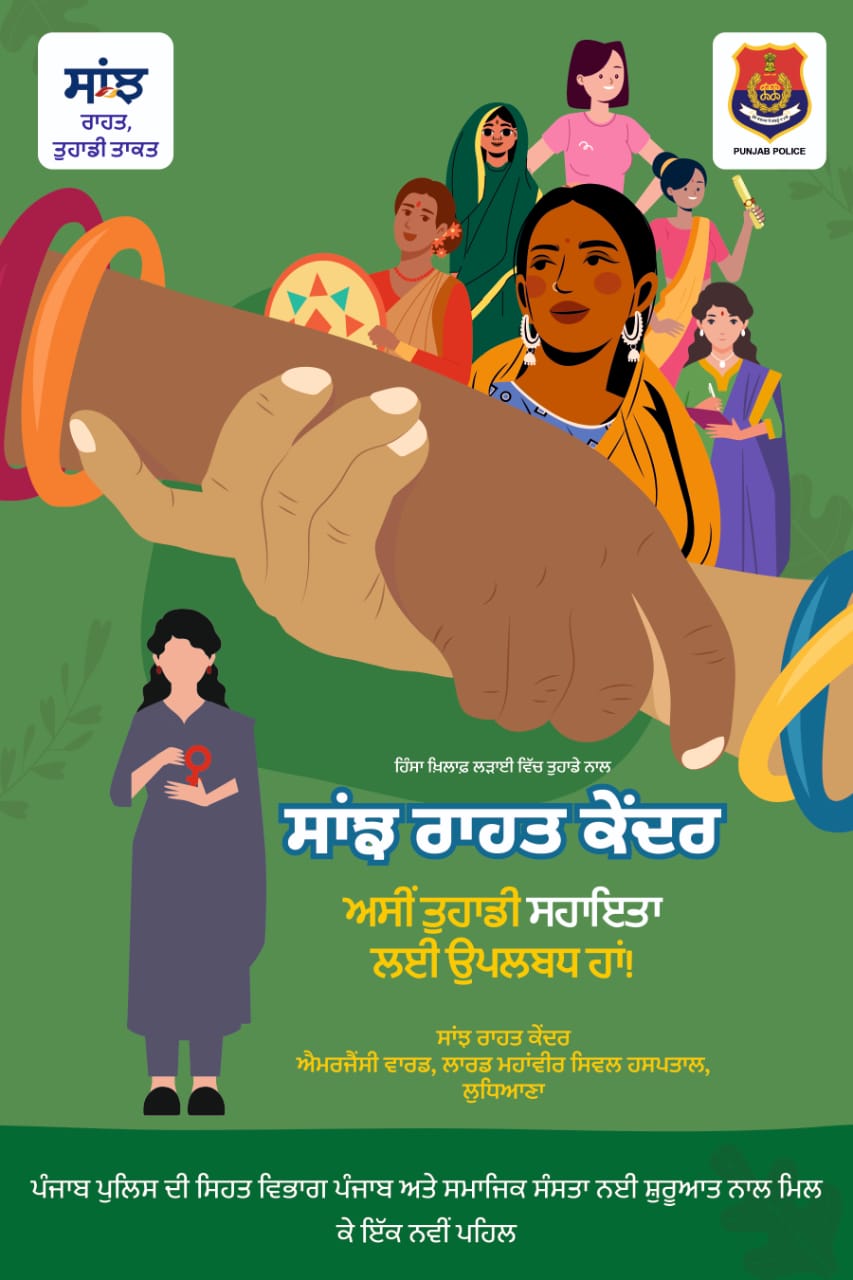 ਸਾਂਝ
ਰਾਹਤ,
ਤੁਹਾਡੀ ਤਾਕਤ
PUNJAB POLICE
ਹਿੰਸਾ ਖ਼ਿਲਾਫ਼ ਲੜਾਈ ਵਿੱਚ ਤੁਹਾਡੇ ਨਾਲ
ਸਾਂਝ ਰਾਹਤ ਕੇਂਦਰ
ਅਸੀਂ ਤੁਹਾਡੀ ਸਹਾਇਤਾ
ਲਈ ਉਪਲਬਧ ਹਾਂ!
ਸਾਂਝ ਰਾਹਤ ਕੇਂਦਰ
ਐਮਰਜੈਂਸੀ ਵਾਰਡ, ਲਾਰਡ ਮਹਾਂਵੀਰ ਸਿਵਲ ਹਸਪਤਾਲ,
ਲੁਧਿਆਣਾ
ਪੰਜਾਬ ਪੁਲਿਸ ਦੀ ਸਿਹਤ ਵਿਭਾਗ ਪੰਜਾਬ ਅਤੇ ਸਮਾਜਿਕ ਸੰਸਤਾ ਨਈ ਸ਼ੁਰੂਆਤ ਨਾਲ ਮਿਲ
ਕੇ ਇੱਕ ਨਵੀਂ ਪਹਿਲ